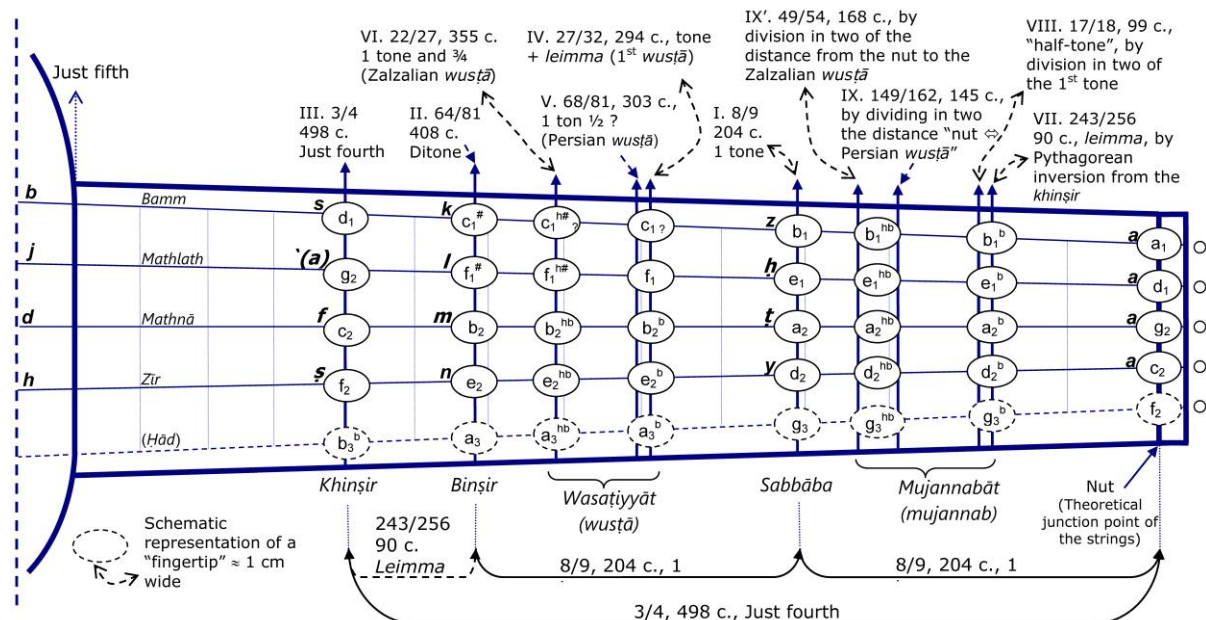 Just fifth
VI. 22/27, 355 c.
1 tone and ¾
(Zalzalian wusṭā)
IV. 27/32, 294 c., tone
+ leimma (1st wusṭā)
IX’. 49/54, 168 c., by
division in two of the
distance from the nut to the
Zalzalian wusṭā
VIII. 17/18, 99 c.,
“half-tone”, by
division in two of
the 1st tone
III. 3/4
498 c.
Just fourth
II. 64/81
408 c.
Ditone
V. 68/81, 303 c.,
1 ton ½ ?
(Persian wusṭā)
I. 8/9
204 c.
1 tone
IX. 149/162, 145 c.,
by dividing in two
the distance “nut ⇔
Persian wusṭā”
VII. 243/256
90 c., leimma, by
Pythagorean
inversion from the
khinṣir
b Bamm s d1 k c1# c1h# ? c1 ? z b1 b1hb b1b a a1
j Mathlath ‘(a) g2 l f1# f1h# f1 ḥ e1 e1hb e1b a d1
d Mathnā f c2 m b2 b2hb b2b ṭ a2 a2hb a2b a g2
h Zīr ṣ f2 n e2 e2hb e2b y d2 d2hb d2b a c2
(Ḥād) b3b a3 a3hb a3b g3 g3hb g3b f2
Khinṣir Binṣir Wasaṭiyyāt Sabbāba Mujannabāt Nut
(wusṭā) (mujannab) (Theoretical
junction point of
the strings)
Schematic
representation of a
“fingertip” ≈ 1 cm
wide
243/256
90 c.
Leimma
8/9, 204 c., 1
8/9, 204 c., 1
3/4, 498 c., Just fourth